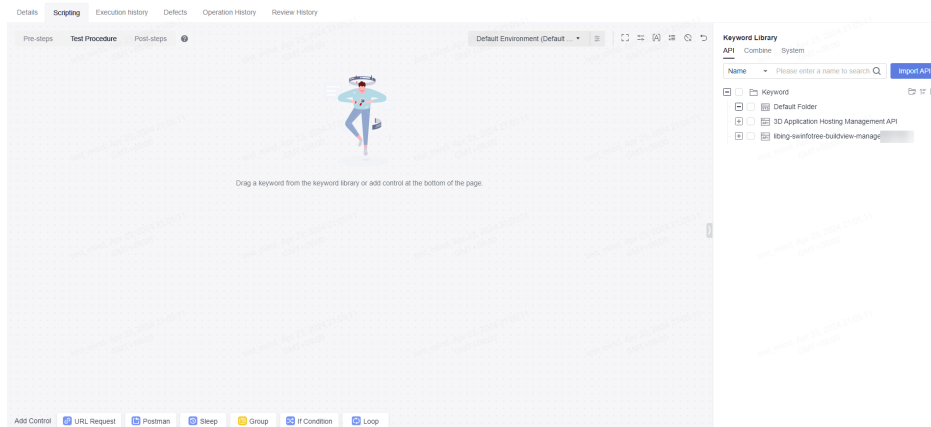 Details Scripting Execution history Defects Operation History Review History
Pre-steps Test Procedure Post-steps
Default Environment (Default ...
Drag a keyword from the keyword library or add control at the bottom of the page.
Add Control URL Request Postman Sleep Group If Condition Loop
Keyword Library
API Combine System
Name Please enter a name to search Import API
Keyword
Default Folder
3D Application Hosting Management API
libing-swinfotree-buildview-manage